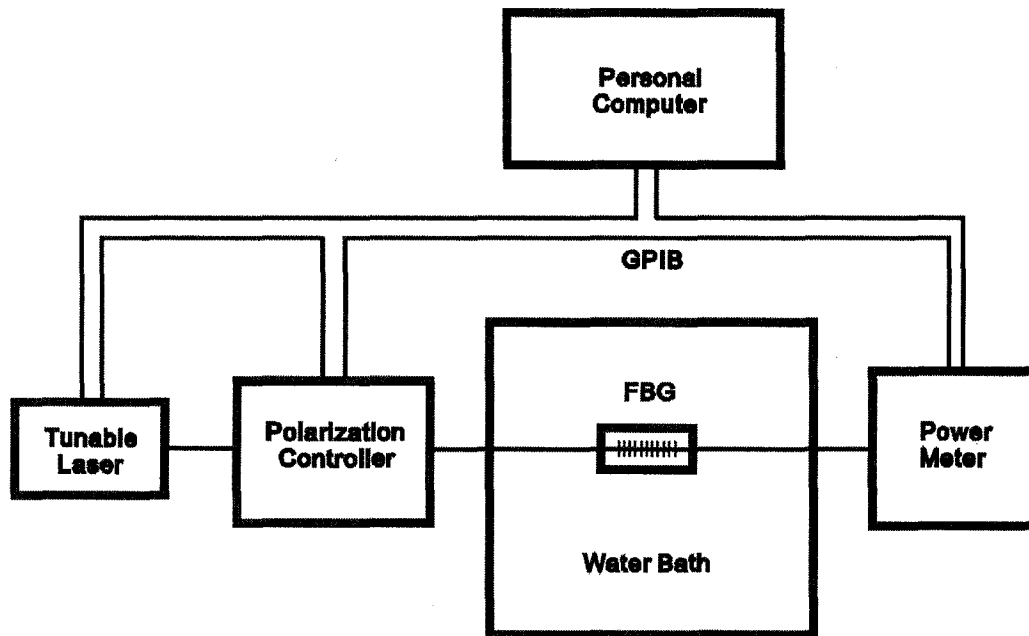 Personal
Computer
GPIB
FBG
Tunable
Laser
Polarization
Controller
Power
Meter
Water Bath